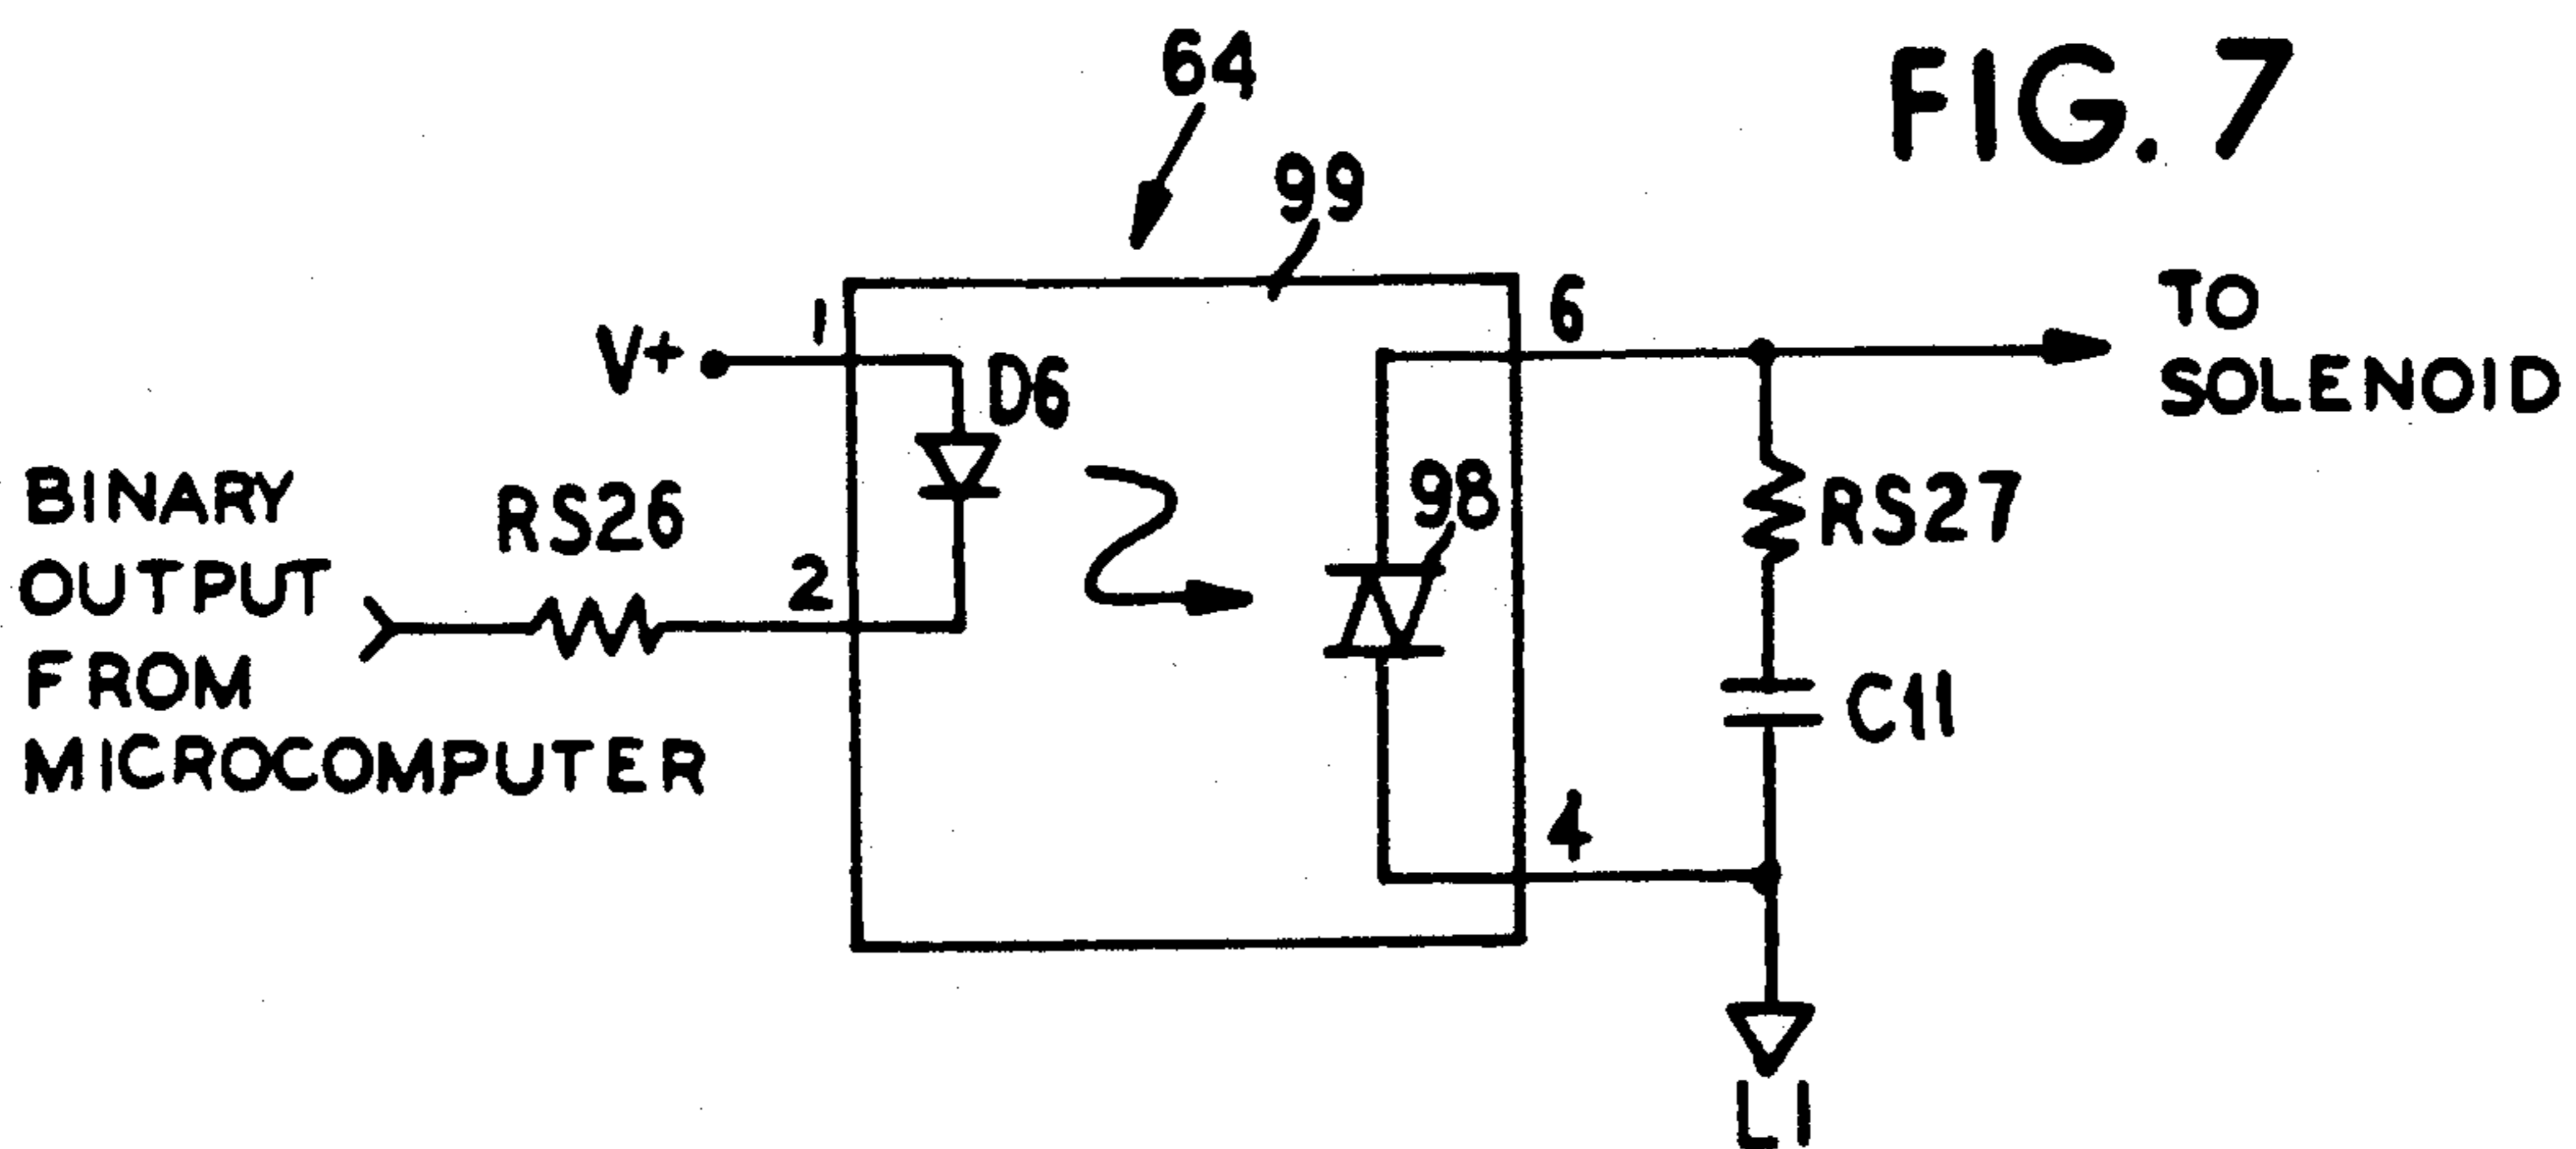 FIG. 7
64
99
1
6
V+
D6
TO
SOLENOID
BINARY
OUTPUT
FROM
MICROCOMPUTER
RS26
2
98
RS27
C11
4
L1